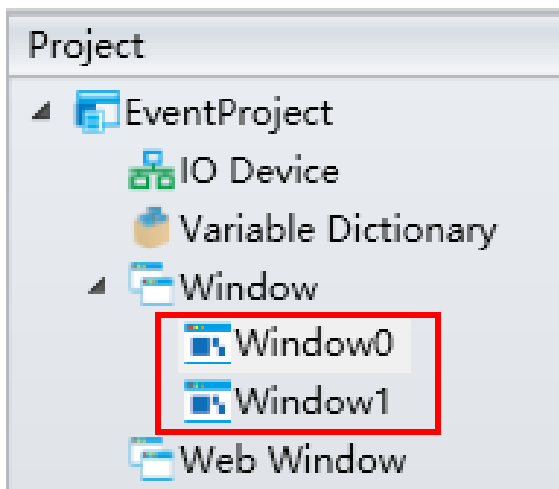 Project
EventProject
IO Device
Variable Dictionary
Window
Window0
Window1
Web Window